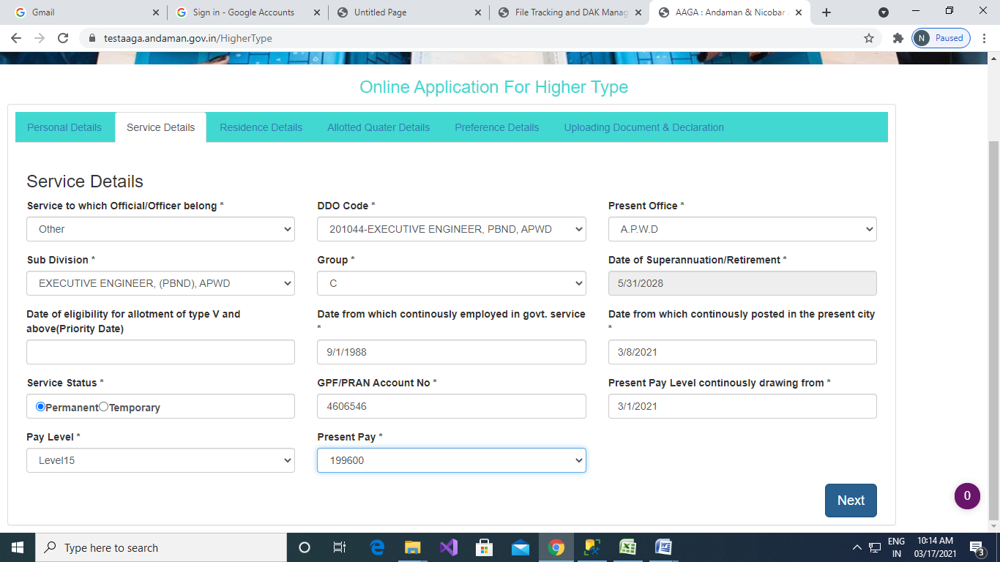 Gmail
Sign in - Google Accounts
Untitled Page
File Tracking and DAK Manag
AAGA : Andaman & Nicobar
testaaga.andaman.gov.in/HigherType
N Paused
Online Application For Higher Type
Personal Details Service Details Residence Details Allotted Quater Details Preference Details Uploading Document & Declaration
Service Details
Service to which Official/Officer belong * DDO Code * Present Office *
Other 201044-EXECUTIVE ENGINEER, PBND, APWD A.P.W.D
Sub Division * Group * Date of Superannuation/Retirement *
EXECUTIVE ENGINEER, (PBND), APWD C 5/31/2028
Date of eligibility for allotment of type V and
above(Priority Date)
Date from which continously employed in govt. service
*
Date from which continously posted in the present city
*
9/1/1988 3/8/2021
Service Status * GPF/PRAN Account No * Present Pay Level continously drawing from *
Permanent Temporary 4606546 3/1/2021
Pay Level * Present Pay *
Level15 199600
Next
0
Type here to search
ENG
IN
10:14 AM
03/17/2021
3